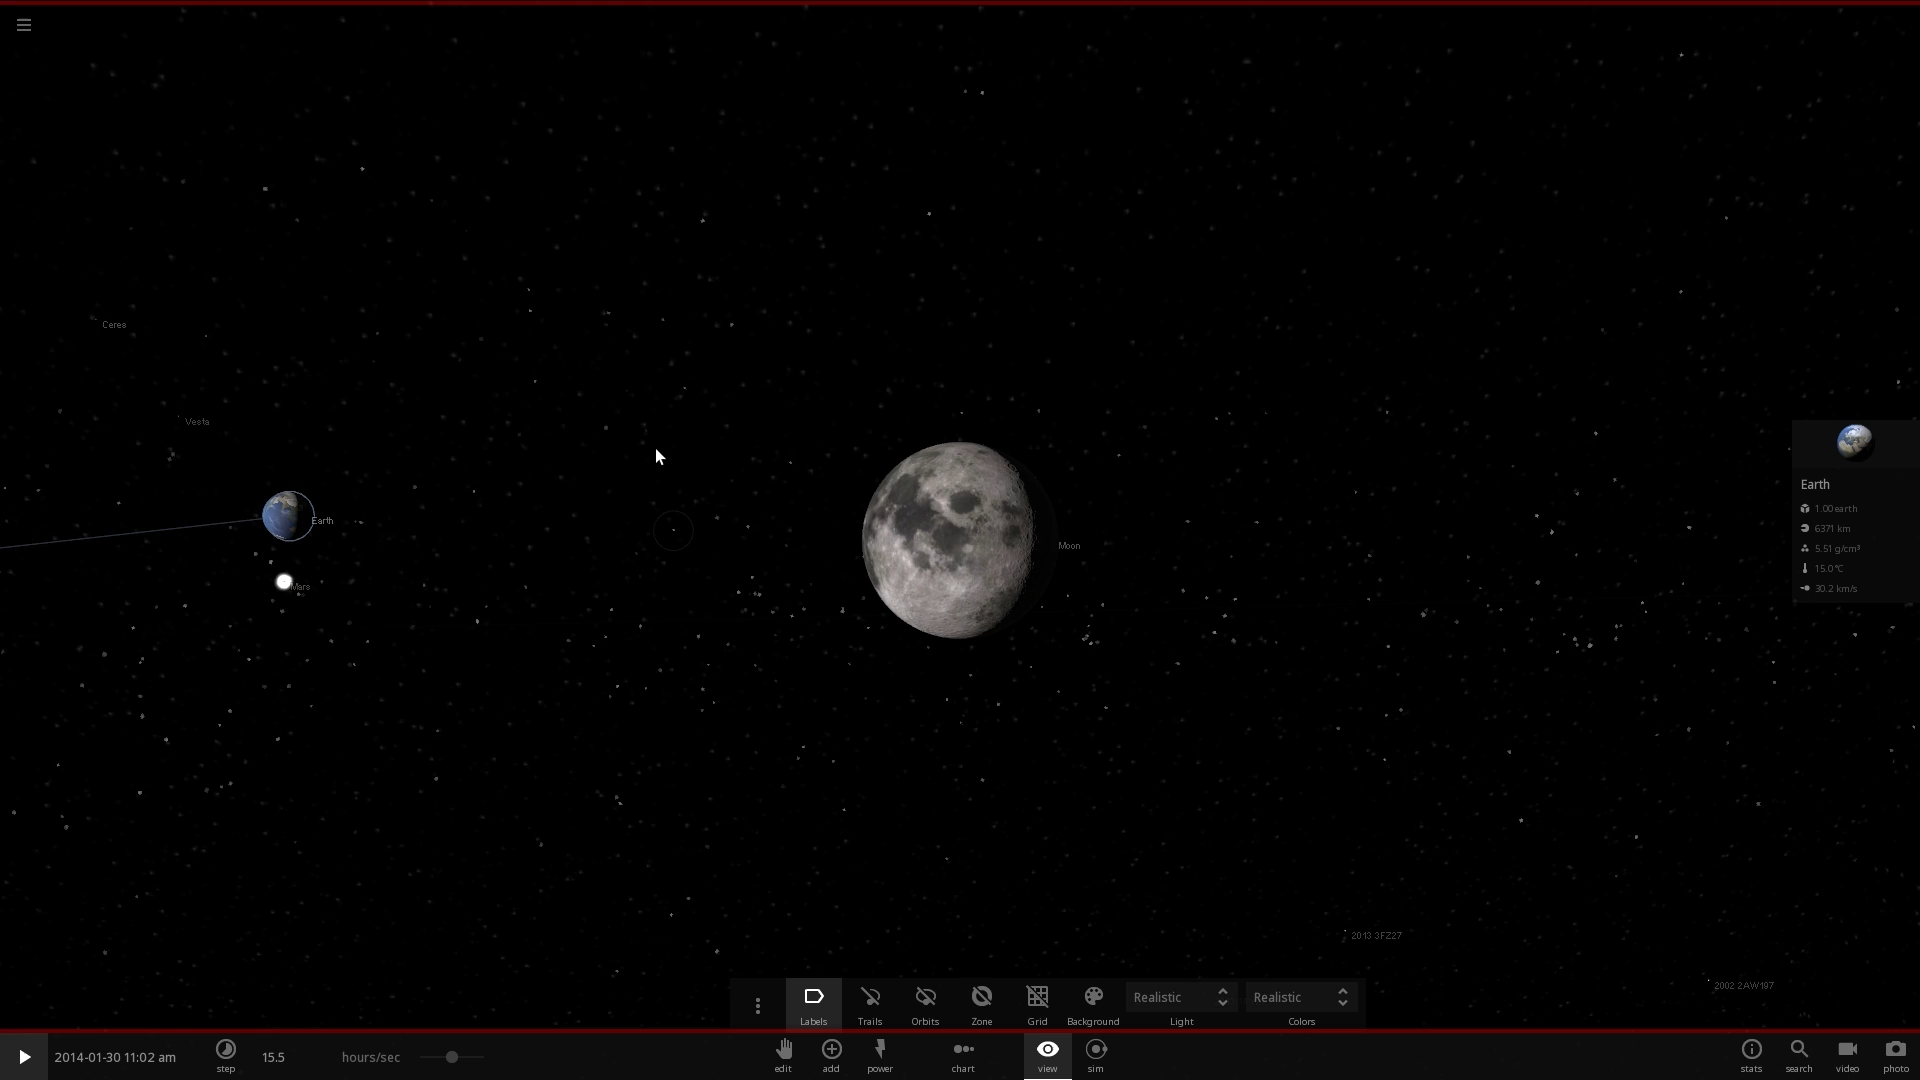 Ceres
Vesta
Earth
Mars
Moon
Earth
1.00 earth
6371 km
5.51 g/cm³
15.0 °C
30.2 km/s
2013 3FZ27
2002 2AW197
Labels Trails Orbits Zone Grid Background Realistic Light Realistic Colors
2014-01-30 11:02 am step 15.5 hours/sec edit add power chart view sim stats search video photo